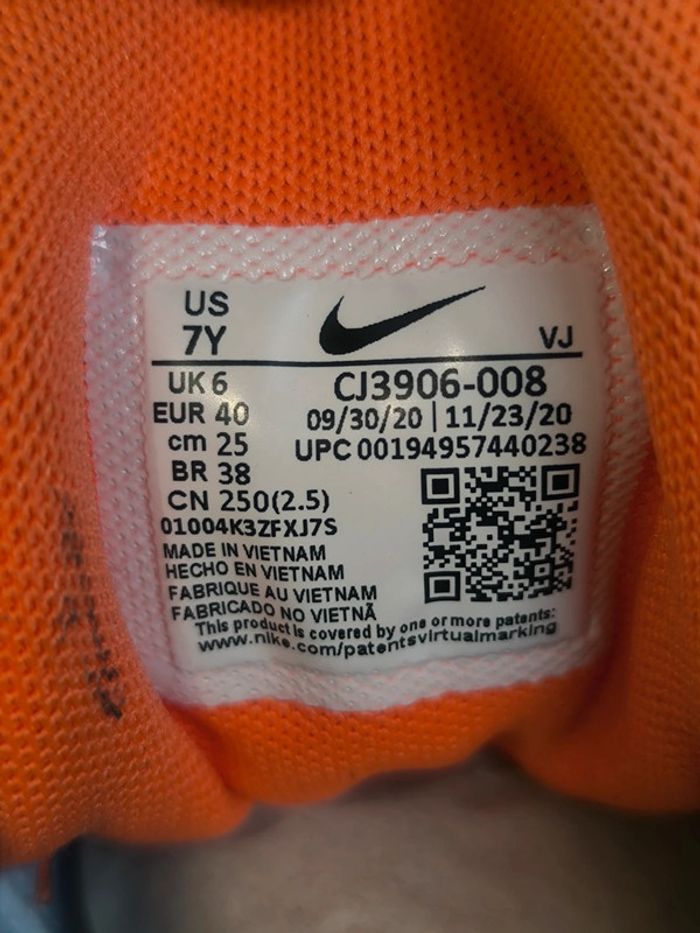 US
7Y
VJ
UK 6
CJ3906-008
EUR 40
09/30/20 | 11/23/20
cm 25
UPC 00194957440238
BR 38
CN 250(2.5)
01004K3ZFXJ7S
MADE IN VIETNAM
HECHO EN VIETNAM
FABRIQUE AU VIETNAM
FABRICADO NO VIETNÃ
This product is covered by one or more patents:
www.nike.com/patentsvirtualmarking